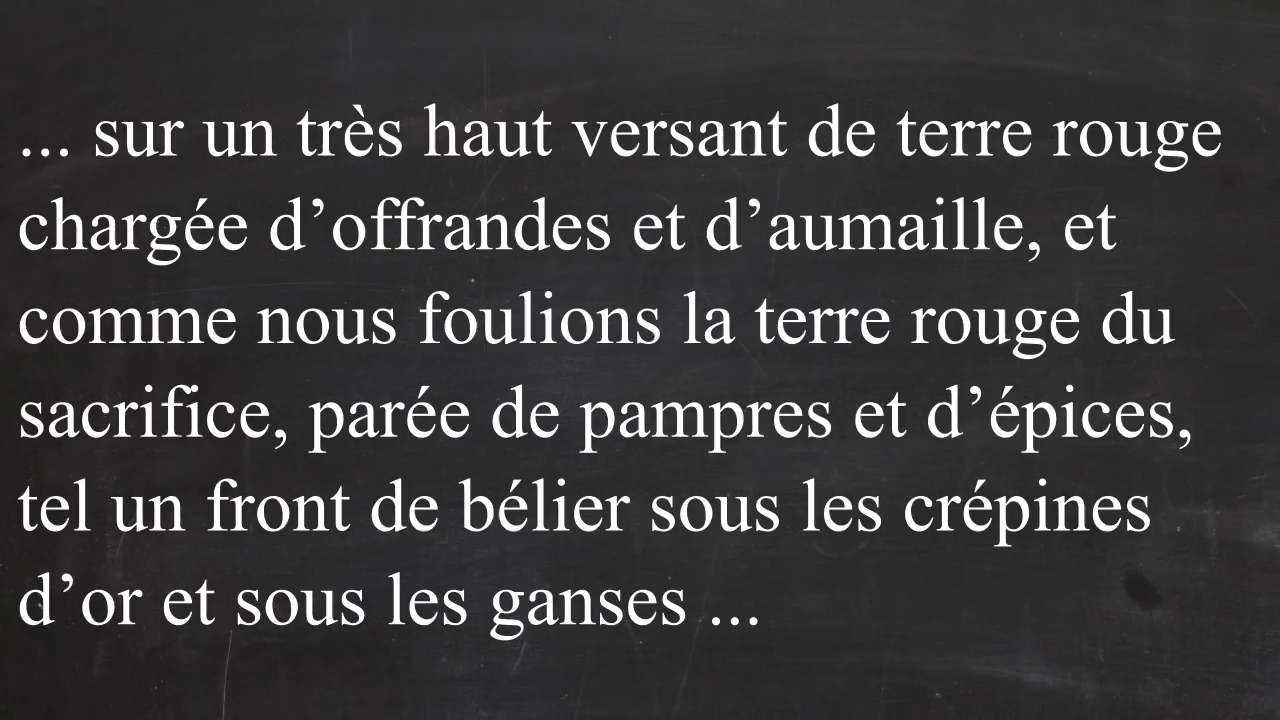 ... sur un très haut versant de terre rouge
chargée d’offrandes et d’aumaille, et
comme nous foulions la terre rouge du
sacrifice, parée de pampres et d’épices,
tel un front de bélier sous les crépines
d’or et sous les ganses ...